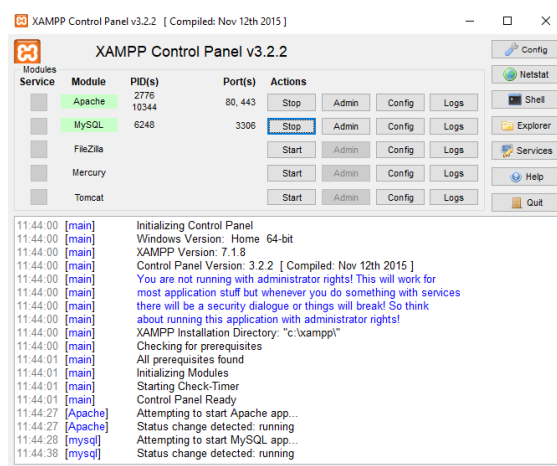 XAMPP Control Panel v3.2.2 [ Compiled: Nov 12th 2015 ]
XAMPP Control Panel v3.2.2
Config
Modules
Service Module PID(s) Port(s) Actions
Netstat
Apache 2776 10344 80, 443 Stop Admin Config Logs
Shell
MySQL 6248 3306 Stop Admin Config Logs
Explorer
FileZilla Start Admin Config Logs
Services
Mercury Start Admin Config Logs
Help
Tomcat Start Admin Config Logs
Quit
11:44:00 [main] Initializing Control Panel
11:44:00 [main] Windows Version: Home 64-bit
11:44:00 [main] XAMPP Version: 7.1.8
11:44:00 [main] Control Panel Version: 3.2.2 [ Compiled: Nov 12th 2015 ]
11:44:00 [main] You are not running with administrator rights! This will work for
11:44:00 [main] most application stuff but whenever you do something with services
11:44:00 [main] there will be a security dialogue or things will break! So think
11:44:00 [main] about running this application with administrator rights!
11:44:00 [main] XAMPP Installation Directory: "c:\xampp\"
11:44:00 [main] Checking for prerequisites
11:44:01 [main] All prerequisites found
11:44:01 [main] Initializing Modules
11:44:01 [main] Starting Check-Timer
11:44:01 [main] Control Panel Ready
11:44:27 [Apache] Attempting to start Apache app...
11:44:27 [Apache] Status change detected: running
11:44:28 [mysql] Attempting to start MySQL app...
11:44:38 [mysql] Status change detected: running